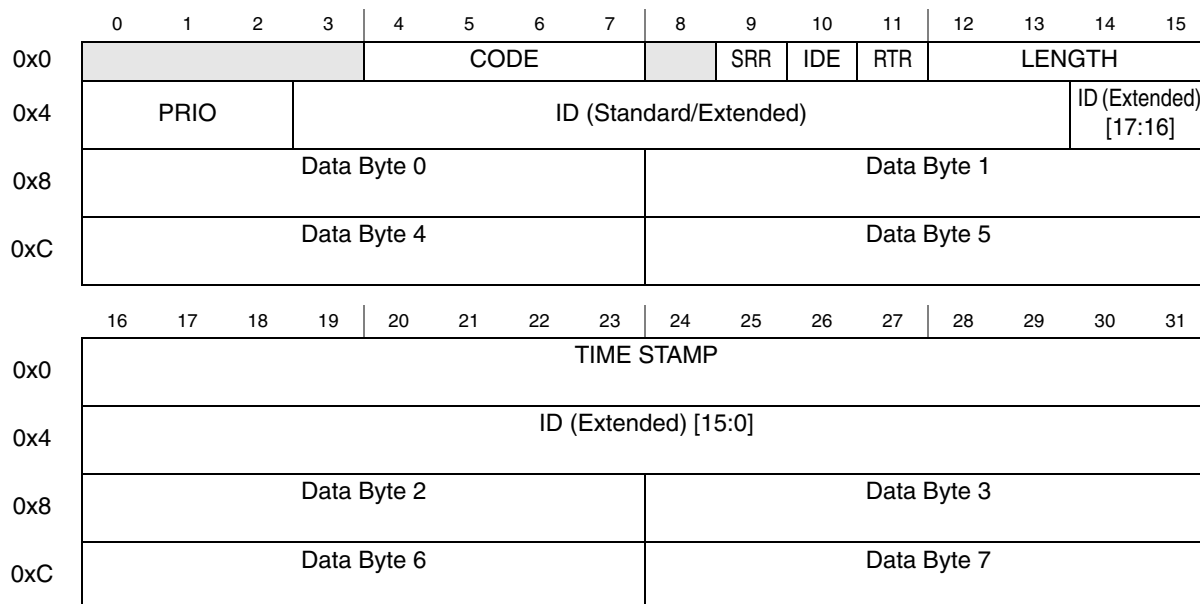 0 1 2 3 4 5 6 7 8 9 10 11 12 13 14 15
0x0 CODE SRR IDE RTR LENGTH
0x4 PRIO ID (Standard/Extended) ID (Extended) [17:16]
0x8 Data Byte 0 Data Byte 1
0xC Data Byte 4 Data Byte 5
16 17 18 19 20 21 22 23 24 25 26 27 28 29 30 31
0x0 TIME STAMP
0x4 ID (Extended) [15:0]
0x8 Data Byte 2 Data Byte 3
0xC Data Byte 6 Data Byte 7